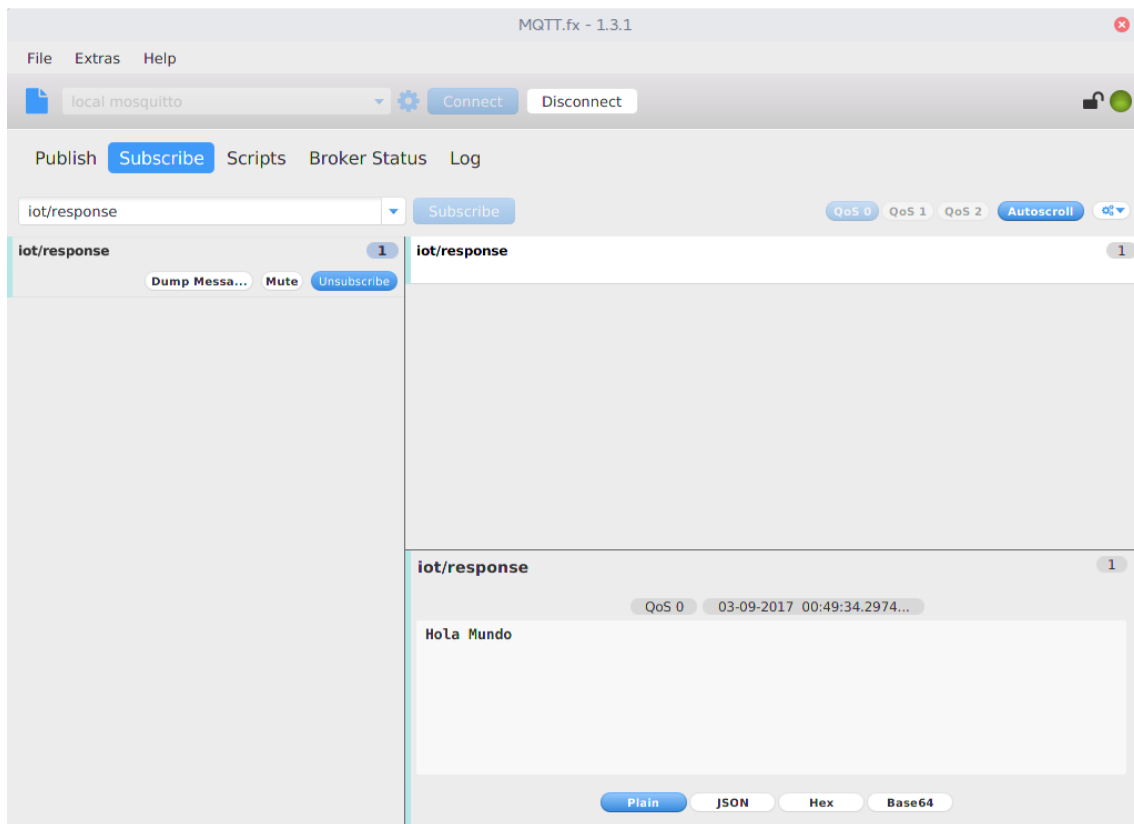 MQTT.fx - 1.3.1
File Extras Help
local mosquitto Connect Disconnect
Publish Subscribe Scripts Broker Status Log
iot/response Subscribe QoS 0 QoS 1 QoS 2 Autoscroll
iot/response 1
Dump Messa... Mute Unsubscribe
iot/response 1
iot/response 1
QoS 0 03-09-2017 00:49:34.2974...
Hola Mundo
Plain JSON Hex Base64